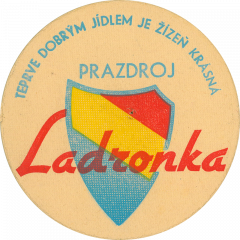 TEPRVE DOBRÝM JÍDLEM JE ŽÍZEŇ KRÁSNÁ
PRAZDROJ
Ladronka